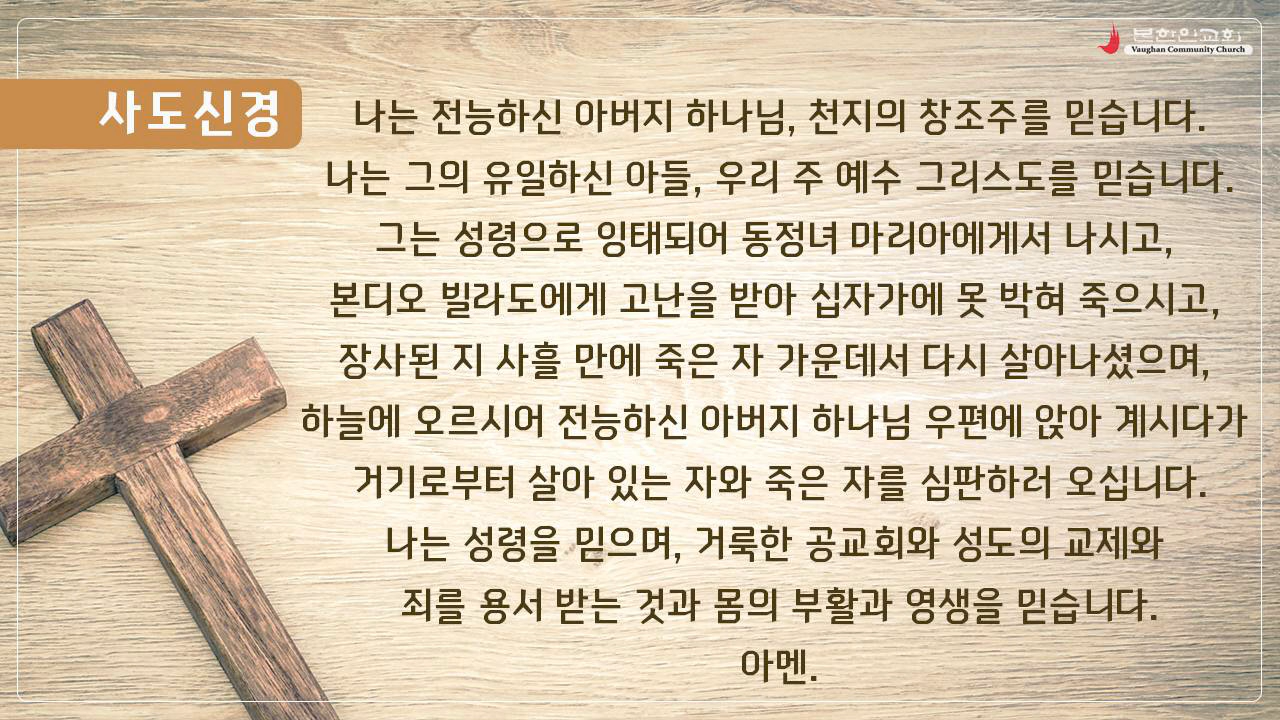 본한인교회
Vaughan Community Church
사도신경
나는 전능하신 아버지 하나님, 천지의 창조주를 믿습니다.
나는 그의 유일하신 아들, 우리 주 예수 그리스도를 믿습니다.
그는 성령으로 잉태되어 동정녀 마리아에게서 나시고,
본디오 빌라도에게 고난을 받아 십자가에 못 박혀 죽으시고,
장사된 지 사흘 만에 죽은 자 가운데서 다시 살아나셨으며,
하늘에 오르시어 전능하신 아버지 하나님 우편에 앉아 계시다가
거기로부터 살아 있는 자와 죽은 자를 심판하러 오십니다.
나는 성령을 믿으며, 거룩한 공교회와 성도의 교제와
죄를 용서 받는 것과 몸의 부활과 영생을 믿습니다.
아멘.